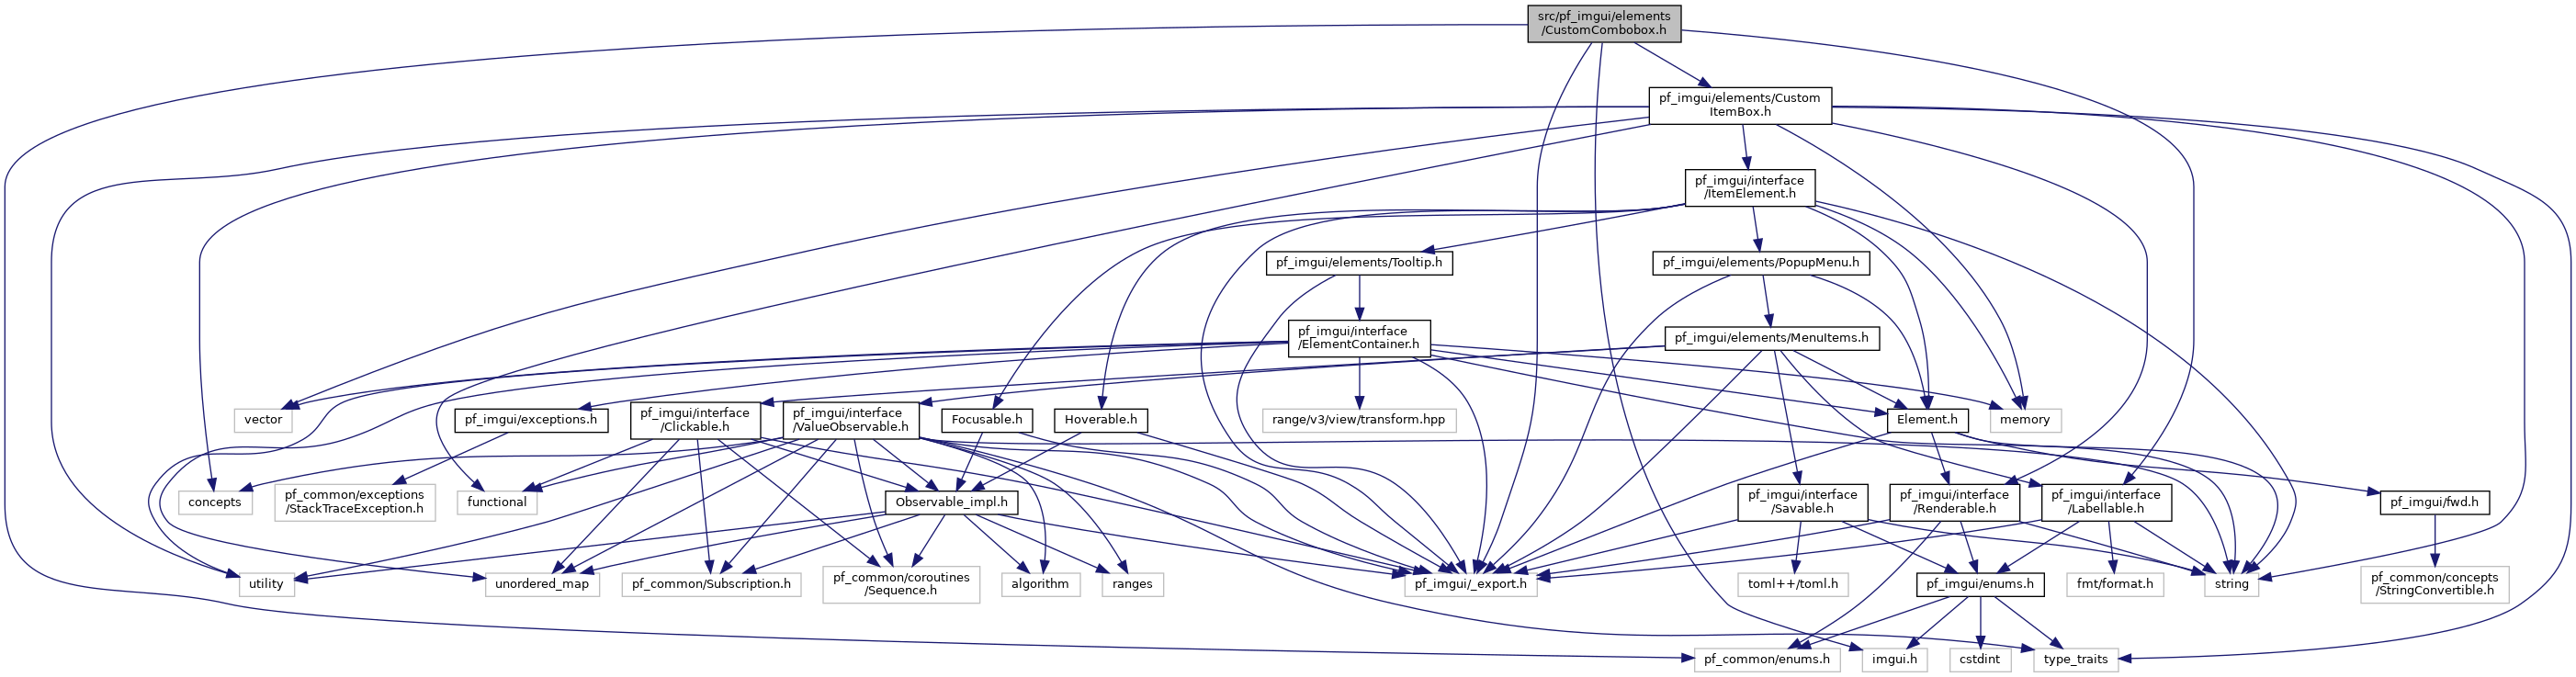 src/pf_imgui/elements
/CustomCombobox.h
pf_imgui/elements/Custom
ItemBox.h
pf_imgui/interface
/ItemElement.h
pf_imgui/elements/Tooltip.h
pf_imgui/elements/PopupMenu.h
pf_imgui/interface
/ElementContainer.h
pf_imgui/elements/MenuItems.h
vector
pf_imgui/exceptions.h
pf_imgui/interface
/Clickable.h
pf_imgui/interface
/ValueObservable.h
Focusable.h
Hoverable.h
range/v3/view/transform.hpp
Element.h
memory
concepts
pf_common/exceptions
/StackTraceException.h
functional
Observable_impl.h
pf_imgui/interface
/Savable.h
pf_imgui/interface
/Renderable.h
pf_imgui/interface
/Labellable.h
pf_imgui/fwd.h
utility
unordered_map
pf_common/Subscription.h
pf_common/coroutines
/Sequence.h
algorithm
ranges
pf_imgui/_export.h
toml++/toml.h
pf_imgui/enums.h
fmt/format.h
string
pf_common/concepts
/StringConvertible.h
pf_common/enums.h
imgui.h
cstdint
type_traits